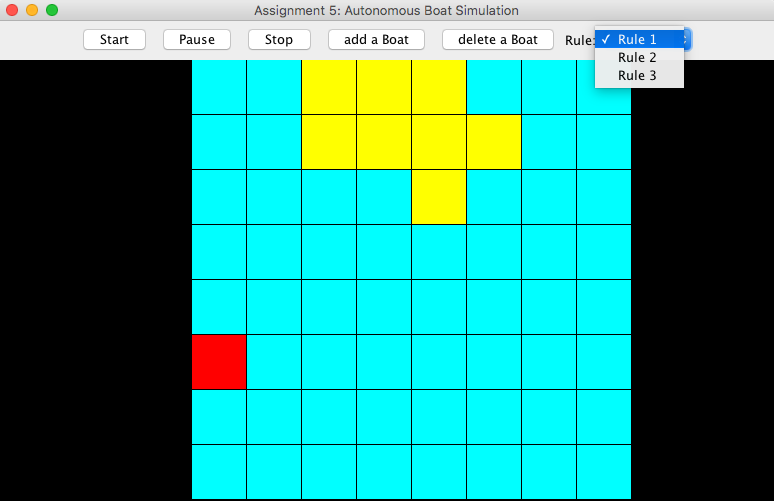 Assignment 5: Autonomous Boat Simulation
Start Pause Stop add a Boat delete a Boat Rule: ✓ Rule 1
Rule 2
Rule 3